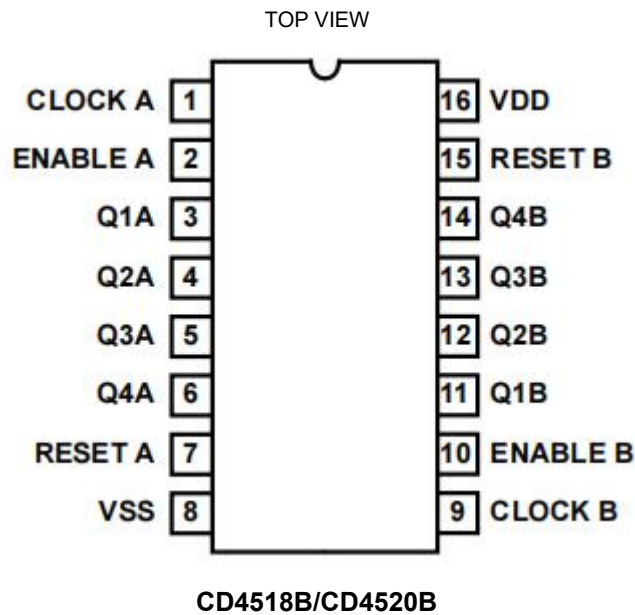 TOP VIEW
CLOCK A 1
ENABLE A 2
Q1A 3
Q2A 4
Q3A 5
Q4A 6
RESET A 7
VSS 8
16 VDD
15 RESET B
14 Q4B
13 Q3B
12 Q2B
11 Q1B
10 ENABLE B
9 CLOCK B
CD4518B/CD4520B